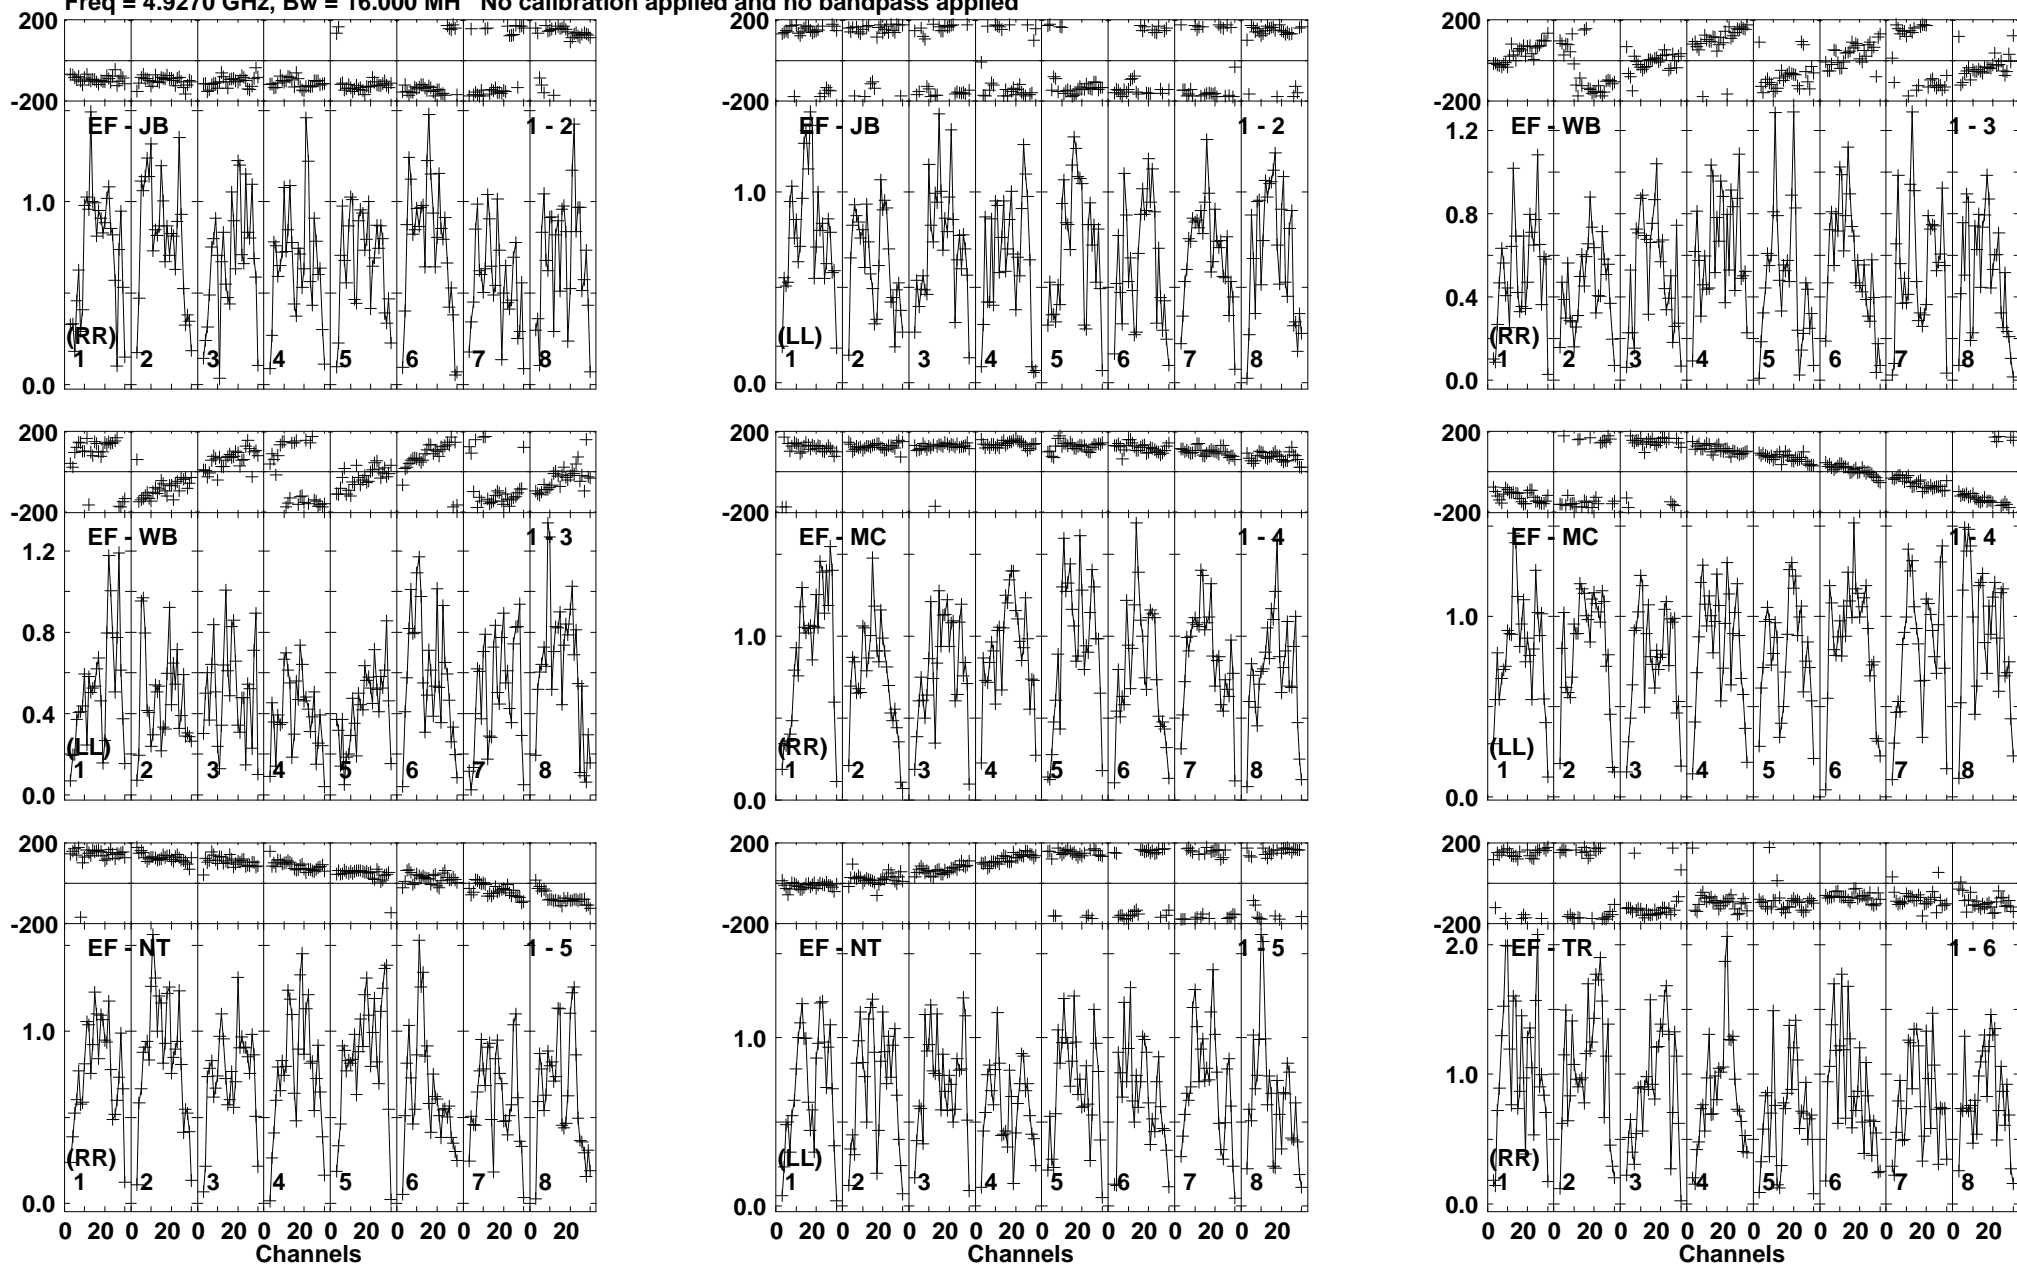 Freq = 4.9270 GHz, Bw = 16.000 MH No calibration applied and no bandpass applied
200 200 200
-200 -200 -200
EF - JB 1 - 2 EF - JB 1 - 2 EF - WB 1 - 3
1.2
1.0 1.0
0.8
0.4
(RR) (LL) (RR)
1 2 3 4 5 6 7 8 1 2 3 4 5 6 7 8 1 2 3 4 5 6 7 8
0.0 0.0 0.0
200 200 200
-200 -200 -200
EF - WB 1 - 3 EF - MC 1 - 4 EF - MC 1 - 4
1.2
1.0 1.0
0.8
0.4
(LL) (RR) (LL)
1 2 3 4 5 6 7 8 1 2 3 4 5 6 7 8 1 2 3 4 5 6 7 8
0.0 0.0 0.0
200 200 200
-200 -200 -200
EF - NT 1 - 5 EF - NT 1 - 5 EF - TR 1 - 6
2.0
1.0 1.0 1.0
(RR) (LL) (RR)
1 2 3 4 5 6 7 8 1 2 3 4 5 6 7 8 1 2 3 4 5 6 7 8
0.0 0.0 0.0
0 20 0 20 0 20 0 20 0 20 0 20 0 20 0 20 0 20 0 20 0 20 0 20 0 20 0 20 0 20 0 20 0 20 0 20 0 20 0 20 0 20 0 20 0 20 0 20
Channels Channels Channels